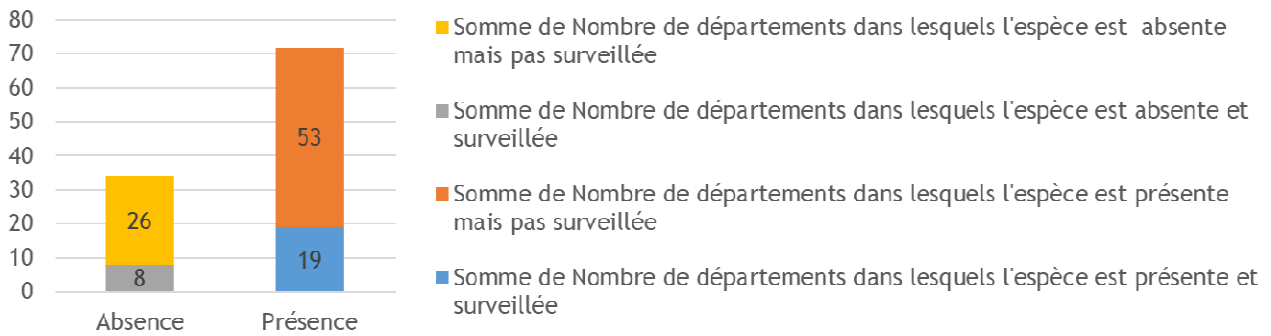 80
70
60
50
40
30
20
10
0
26
8
53
19
Absence
Présence
Somme de Nombre de départements dans lesquels l'espèce est absente
mais pas surveillée
Somme de Nombre de départements dans lesquels l'espèce est absente et
surveillée
Somme de Nombre de départements dans lesquels l'espèce est présente
mais pas surveillée
Somme de Nombre de départements dans lesquels l'espèce est présente et
surveillée